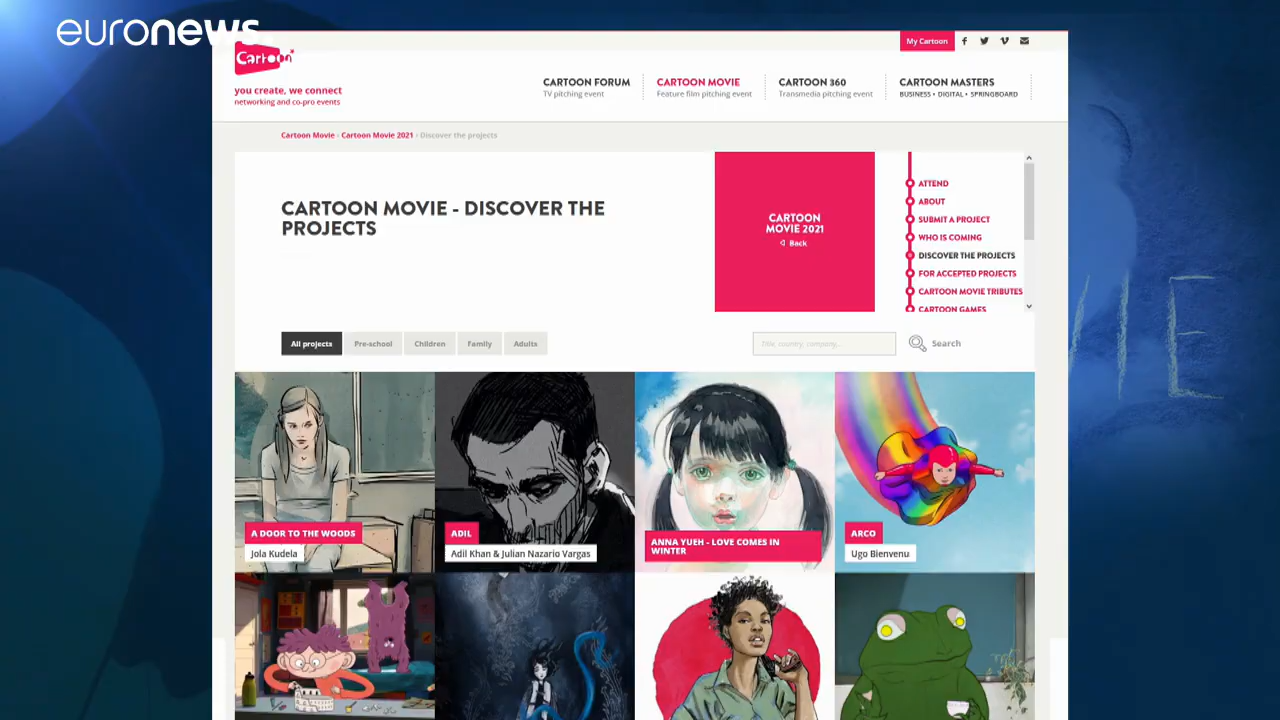 euronews.
Cartoon
you create, we connect
networking and co-pro events
My Cartoon
CARTOON FORUM
TV pitching event
CARTOON MOVIE
Feature film pitching event
CARTOON 360
Transmedia pitching event
CARTOON MASTERS
BUSINESS • DIGITAL • SPRINGBOARD
Cartoon Movie › Cartoon Movie 2021 › Discover the projects
CARTOON MOVIE - DISCOVER THE
PROJECTS
CARTOON
MOVIE 2021
Back
ATTEND
ABOUT
SUBMIT A PROJECT
WHO IS COMING
DISCOVER THE PROJECTS
FOR ACCEPTED PROJECTS
CARTOON MOVIE TRIBUTES
CARTOON GAMES
All projects
Pre-school
Children
Family
Adults
Title, country, company...
Search
A DOOR TO THE WOODS
Jola Kudela
ADIL
Adil Khan & Julian Nazario Vargas
ANNA YUEH - LOVE COMES IN
WINTER
ARCO
Ugo Bienvenu